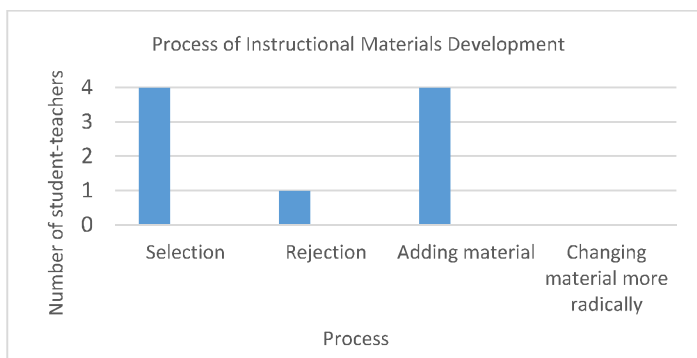 Process of Instructional Materials Development
Number of student-teachers
4
3
2
1
0
Selection
Rejection
Adding material
Changing
material more
radically
Process